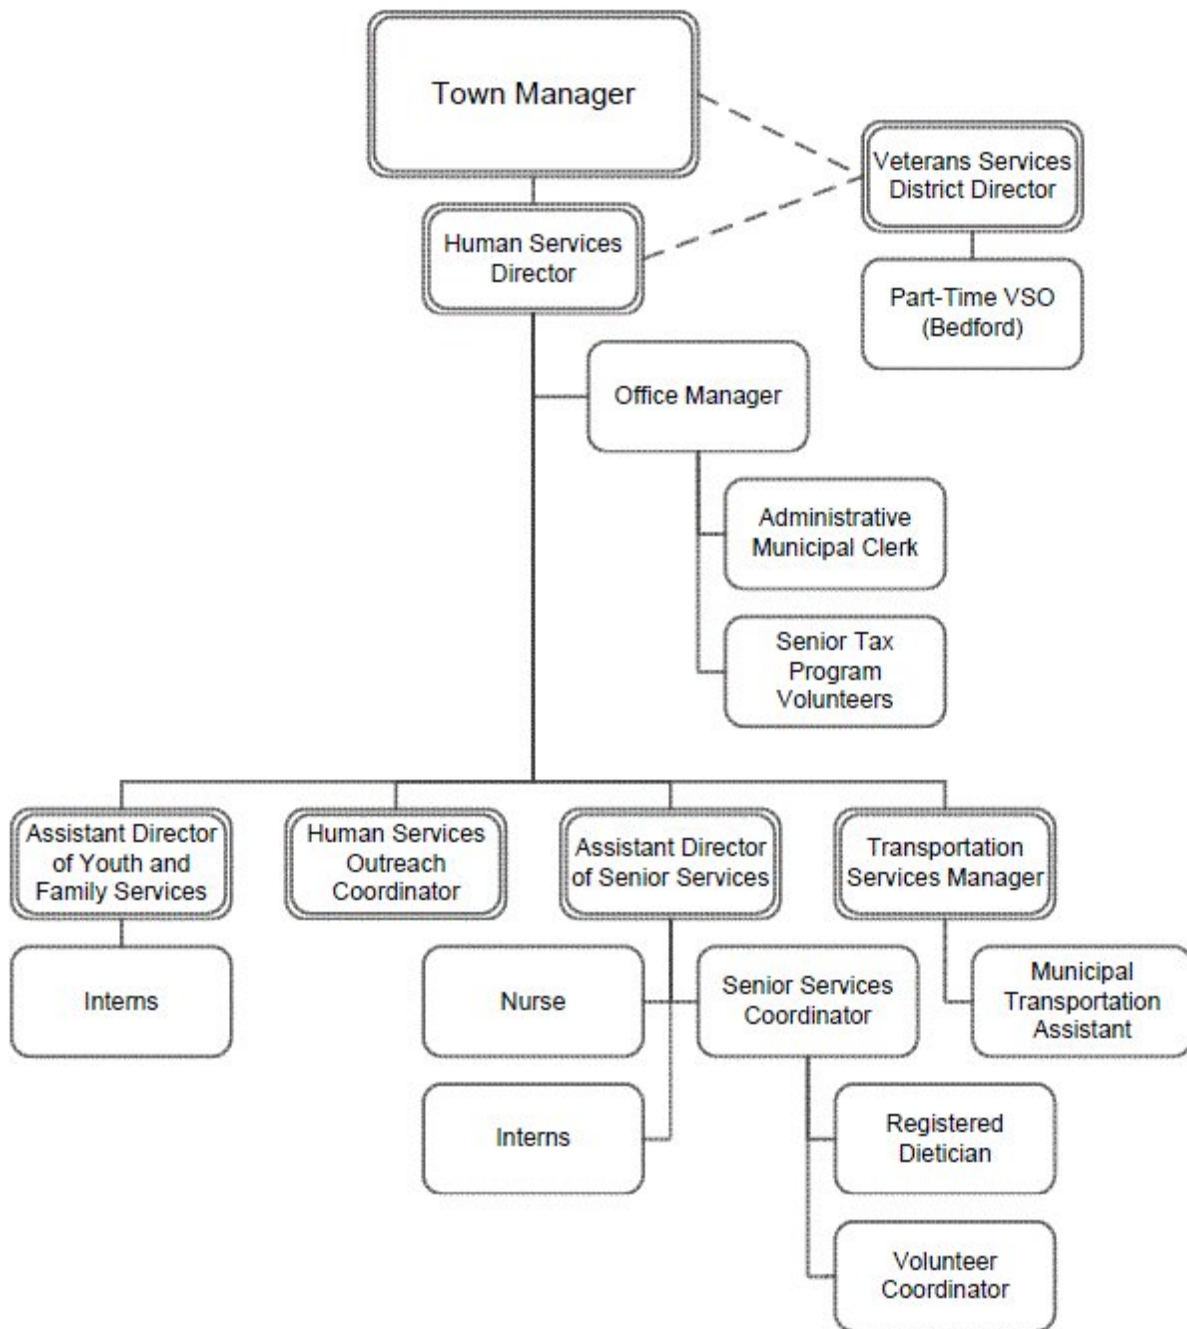 Town Manager
Veterans Services
District Director
Human Services
Director
Part-Time VSO
(Bedford)
Office Manager
Administrative
Municipal Clerk
Senior Tax
Program
Volunteers
Assistant Director
of Youth and
Family Services
Human Services
Outreach
Coordinator
Assistant Director
of Senior Services
Transportation
Services Manager
Interns
Nurse
Senior Services
Coordinator
Municipal
Transportation
Assistant
Interns
Registered
Dietician
Volunteer
Coordinator